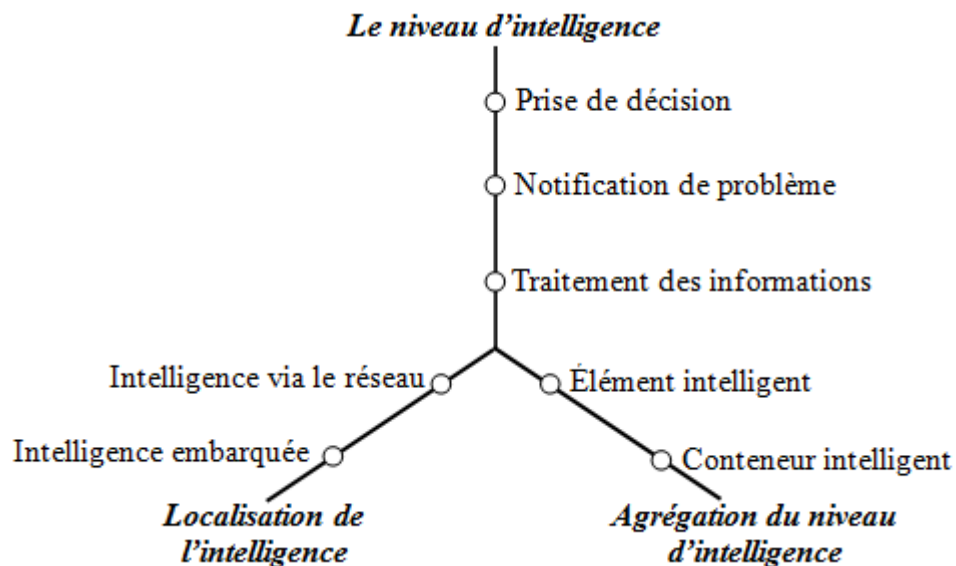 Le niveau d'intelligence
Prise de décision
Notification de problème
Traitement des informations
Intelligence via le réseau
Élément intelligent
Intelligence embarquée
Conteneur intelligent
Localisation de
l'intelligence
Agrégation du niveau
d'intelligence